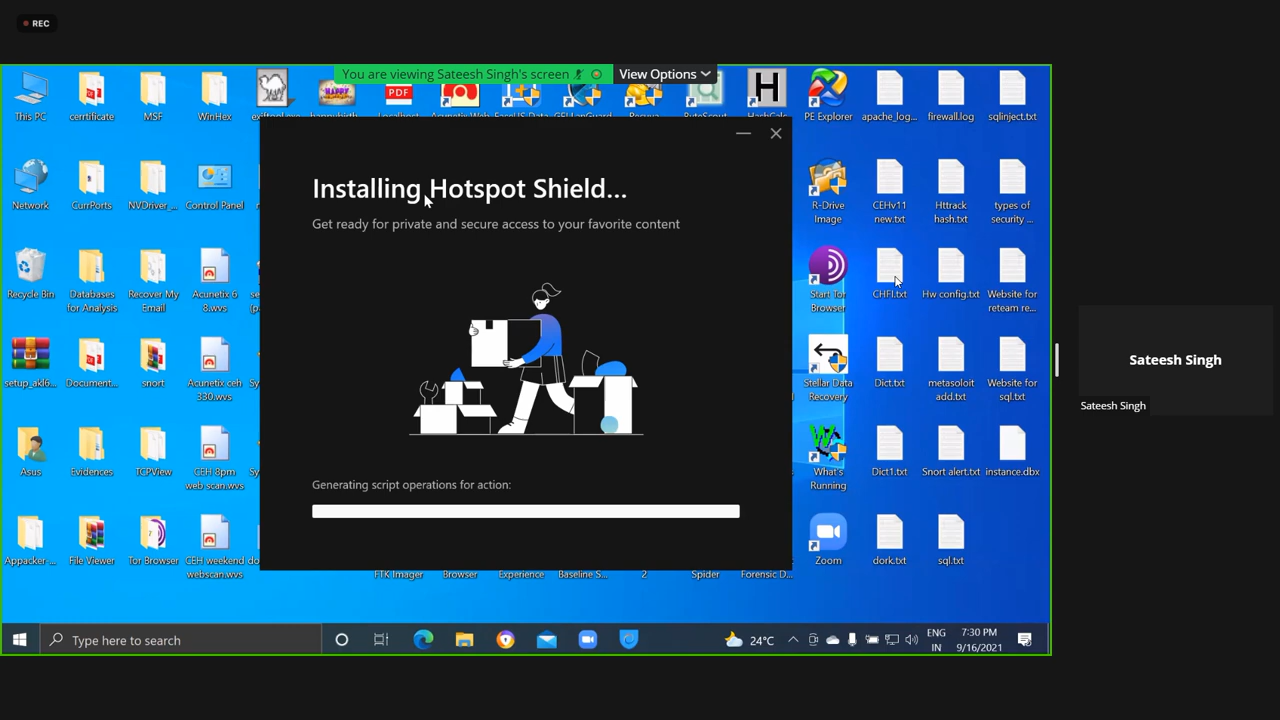 REC
You are viewing Sateesh Singh's screen
View Options
This PC
cerrtificate
MSF
WinHex
PDF
H
PE Explorer
apache_log...
firewall.log
sqlinject.txt
Installing Hotspot Shield...
Get ready for private and secure access to your favorite content
Network
CurrPorts
NVDriver_...
Control Panel
R-Drive
Image
CEHv11
new.txt
Httrack
hash.txt
types of
security ...
Recycle Bin
Databases
for Analysis
Recover My
Email
Acunetix 6
8.wvs
Start Tor
Browser
CHFI.txt
Hw config.txt
Website for
reteam re...
setup_akl6...
Document...
snort
Acunetix ceh
330.wvs
Stellar Data
Recovery
Dict.txt
metasoloit
add.txt
Website for
sql.txt
Sateesh Singh
Sateesh Singh
Asus
Evidences
TCPView
CEH 8pm
web scan.wvs
What's
Running
Dict1.txt
Snort alert.txt
instance.dbx
Generating script operations for action:
Appacker-...
File Viewer
Tor Browser
CEH weekend
webscan.wvs
FTK Imager
Browser
Experience
Baseline S...
2
Spider
Forensic D...
Zoom
dork.txt
sql.txt
Type here to search
24°C
ENG
IN
7:30 PM
9/16/2021